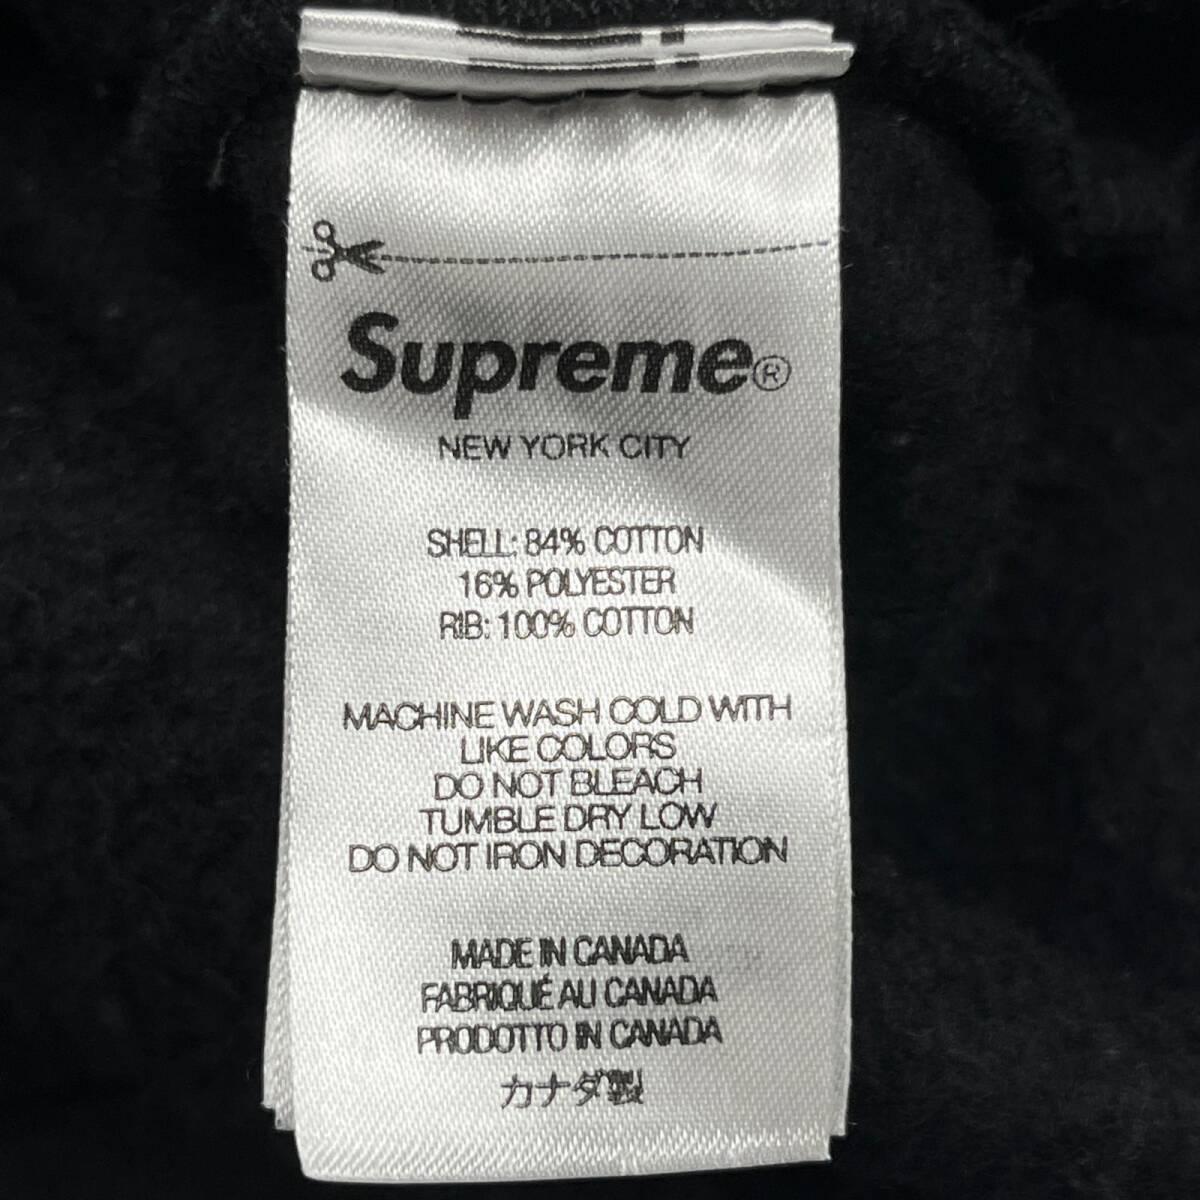 Supreme®
NEW YORK CITY
SHELL: 84% COTTON
16% POLYESTER
RIB: 100% COTTON
MACHINE WASH COLD WITH
LIKE COLORS
DO NOT BLEACH
TUMBLE DRY LOW
DO NOT IRON DECORATION
MADE IN CANADA
FABRIQUÉ AU CANADA
PRODOTTO IN CANADA
カナダ製